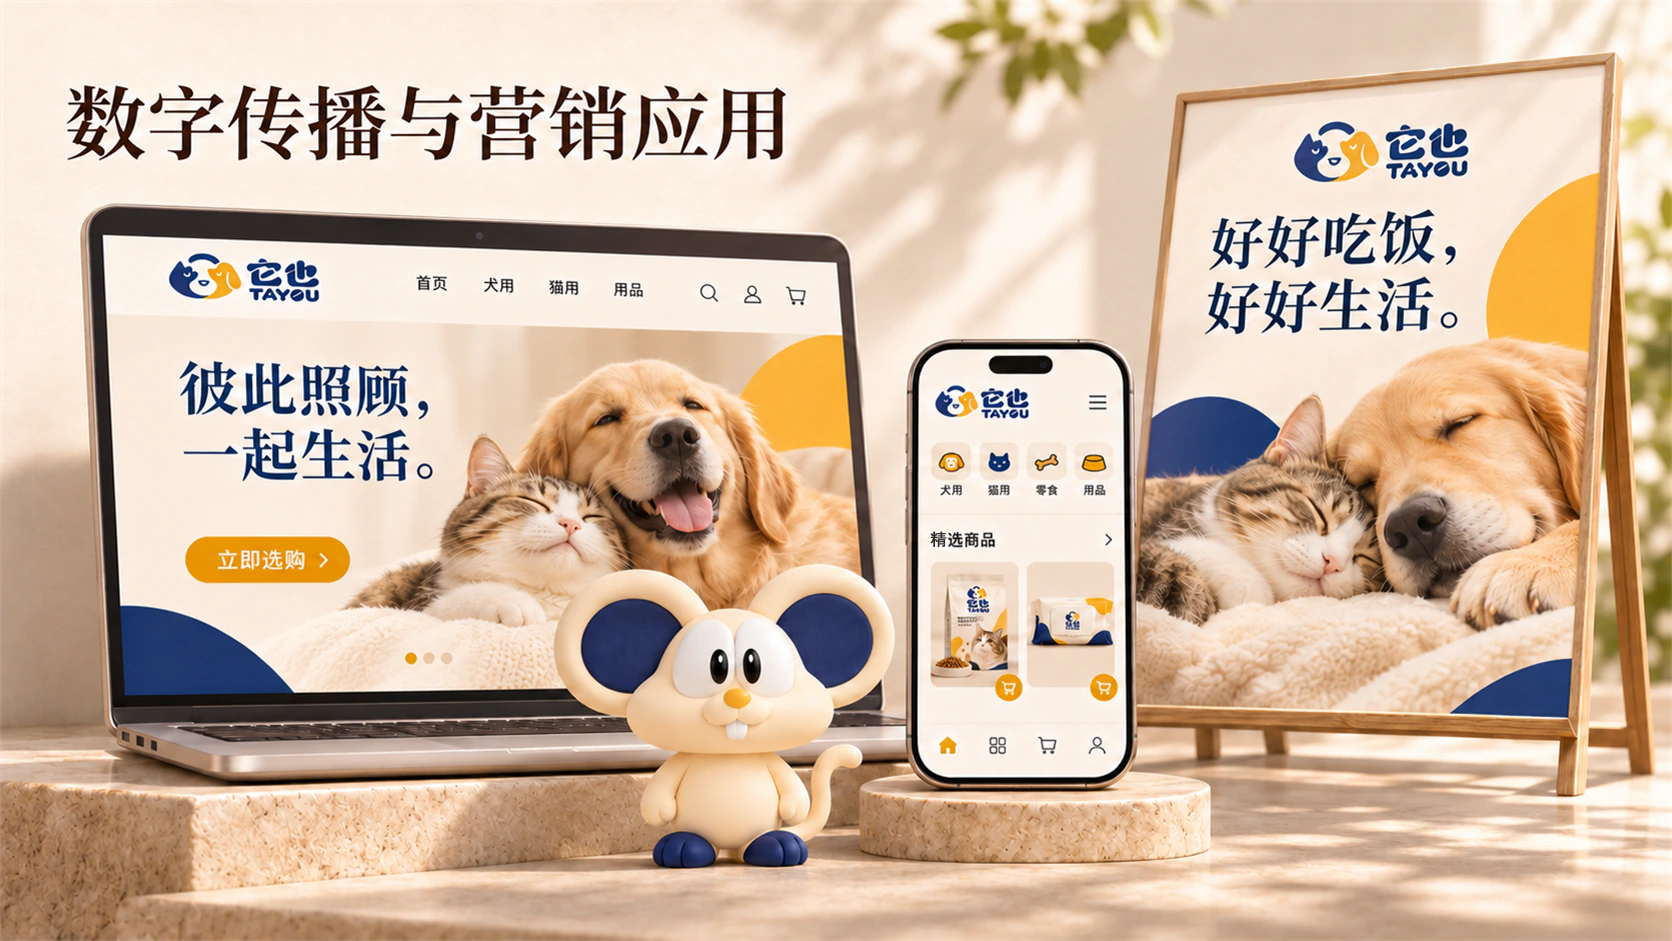 数字传播与营销应用
它也
TAYOU
首页 犬用 猫用 用品
彼此照顾，
一起生活。
立即选购
它也
TAYOU
犬用 猫用 零食 用品
精选商品
它也
TAYOU
它也
TAYOU
好好吃饭，
好好生活。